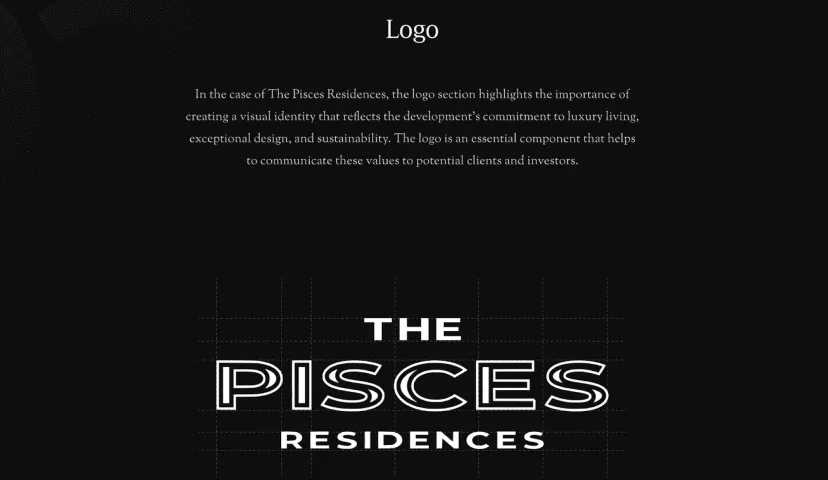 Logo
In the case of The Pisces Residences, the logo section highlights the importance of
creating a visual identity that reflects the development's commitment to luxury living,
exceptional design, and sustainability. The logo is an essential component that helps
to communicate these values to potential clients and investors.
THE
PISCES
RESIDENCES